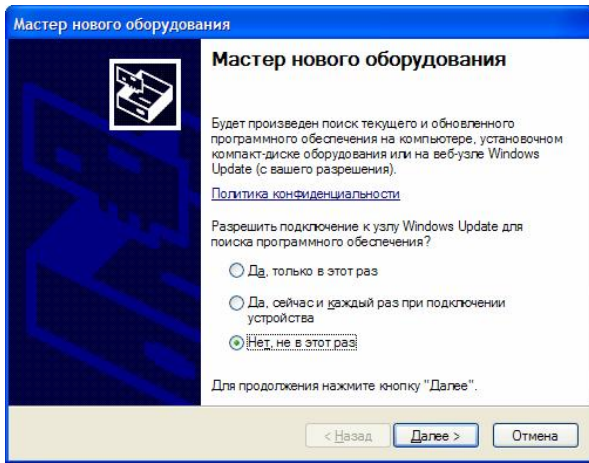 Мастер нового оборудования
Мастер нового оборудования
Будет произведен поиск текущего и обновленного
программного обеспечения на компьютере, установочном
компакт-диске оборудования или на веб-узле Windows
Update (с вашего разрешения).
Политика конфиденциальности
Разрешить подключение к узлу Windows Update для
поиска программного обеспечения?
Да, только в этот раз
Да, сейчас и каждый раз при подключении
устройства
Нет, не в этот раз
Для продолжения нажмите кнопку "Далее".
< Назад Далее > Отмена